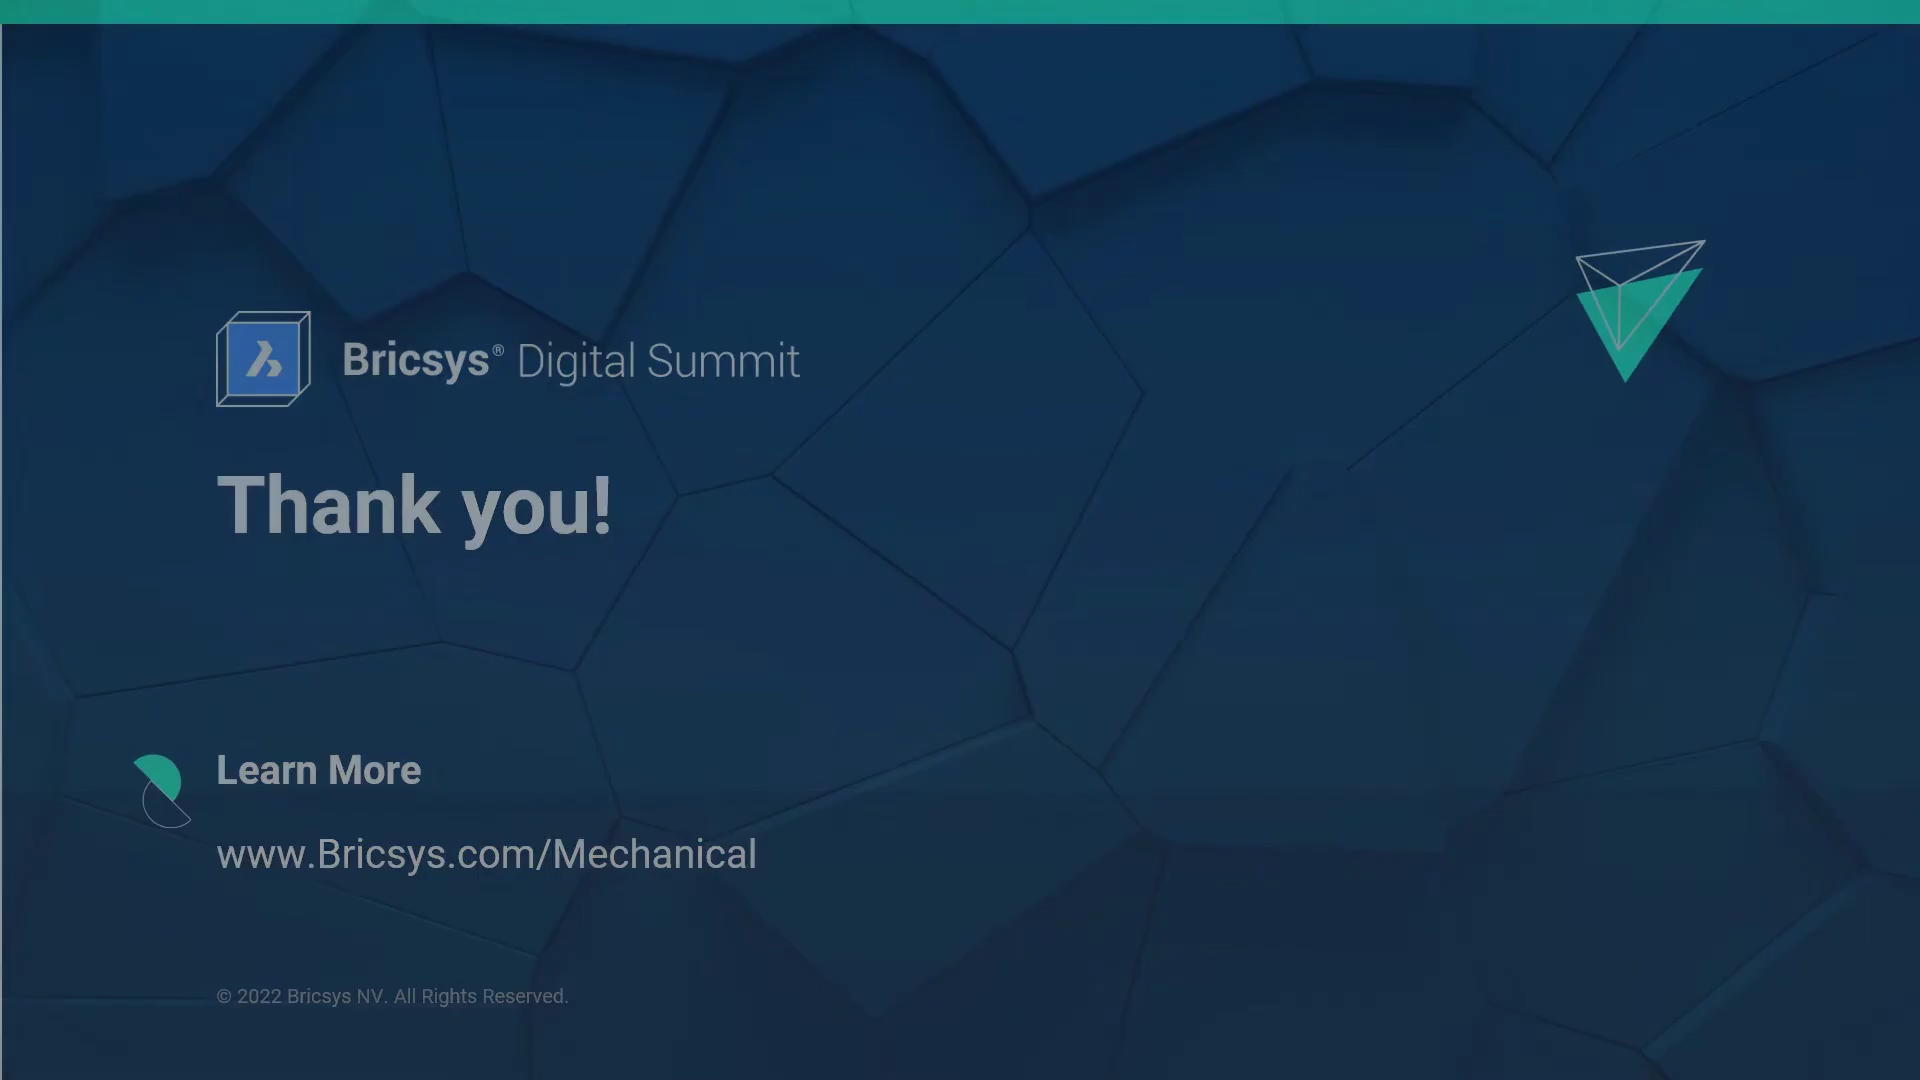 Bricsys® Digital Summit
Thank you!
Learn More
www.Bricsys.com/Mechanical
© 2022 Bricsys NV. All Rights Reserved.